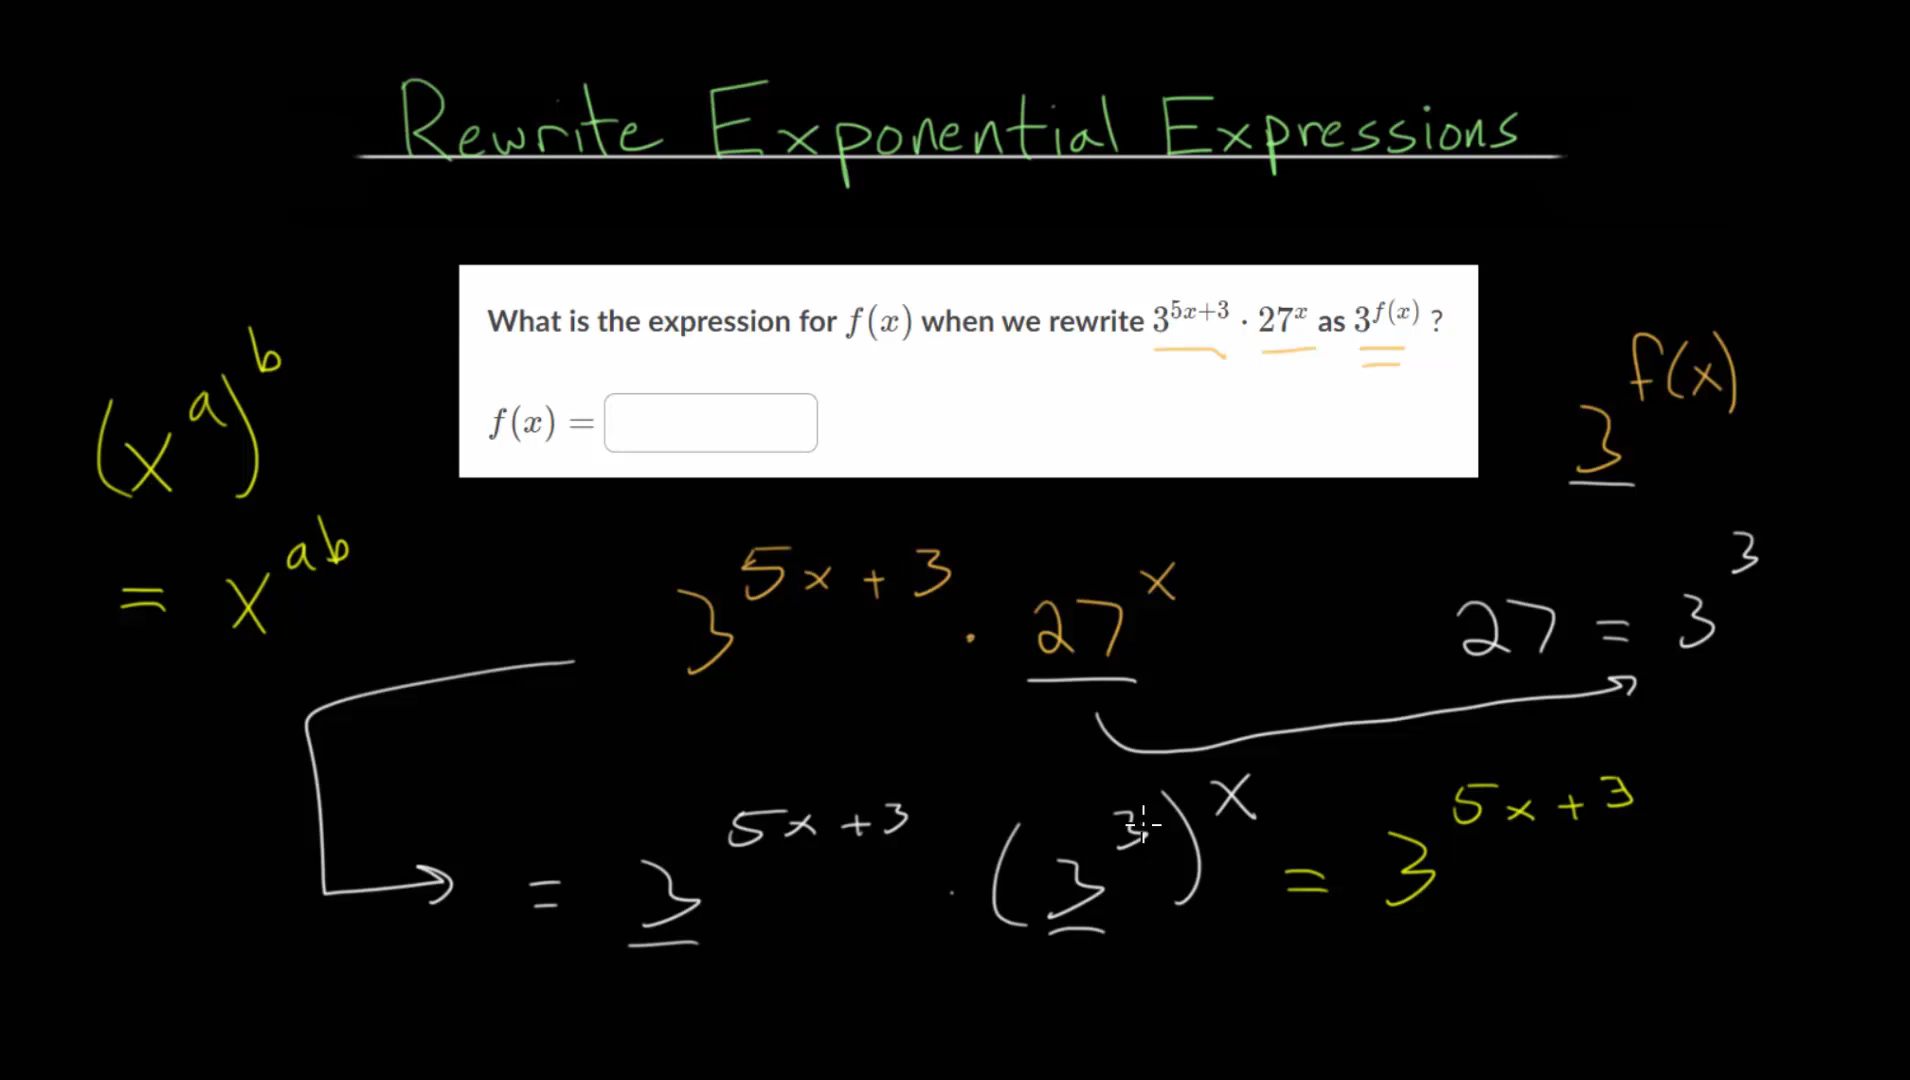 Rewrite Exponential Expressions
What is the expression for f(x) when we rewrite 3^{5x+3} · 27^x as 3^{f(x)} ?
f(x) =
(x^a)^b
= x^{ab}
3^{f(x)}
3^{5x+3} · 27^x
27 = 3^3
= 3^{5x+3} · (3^3)^x = 3^{5x+3}